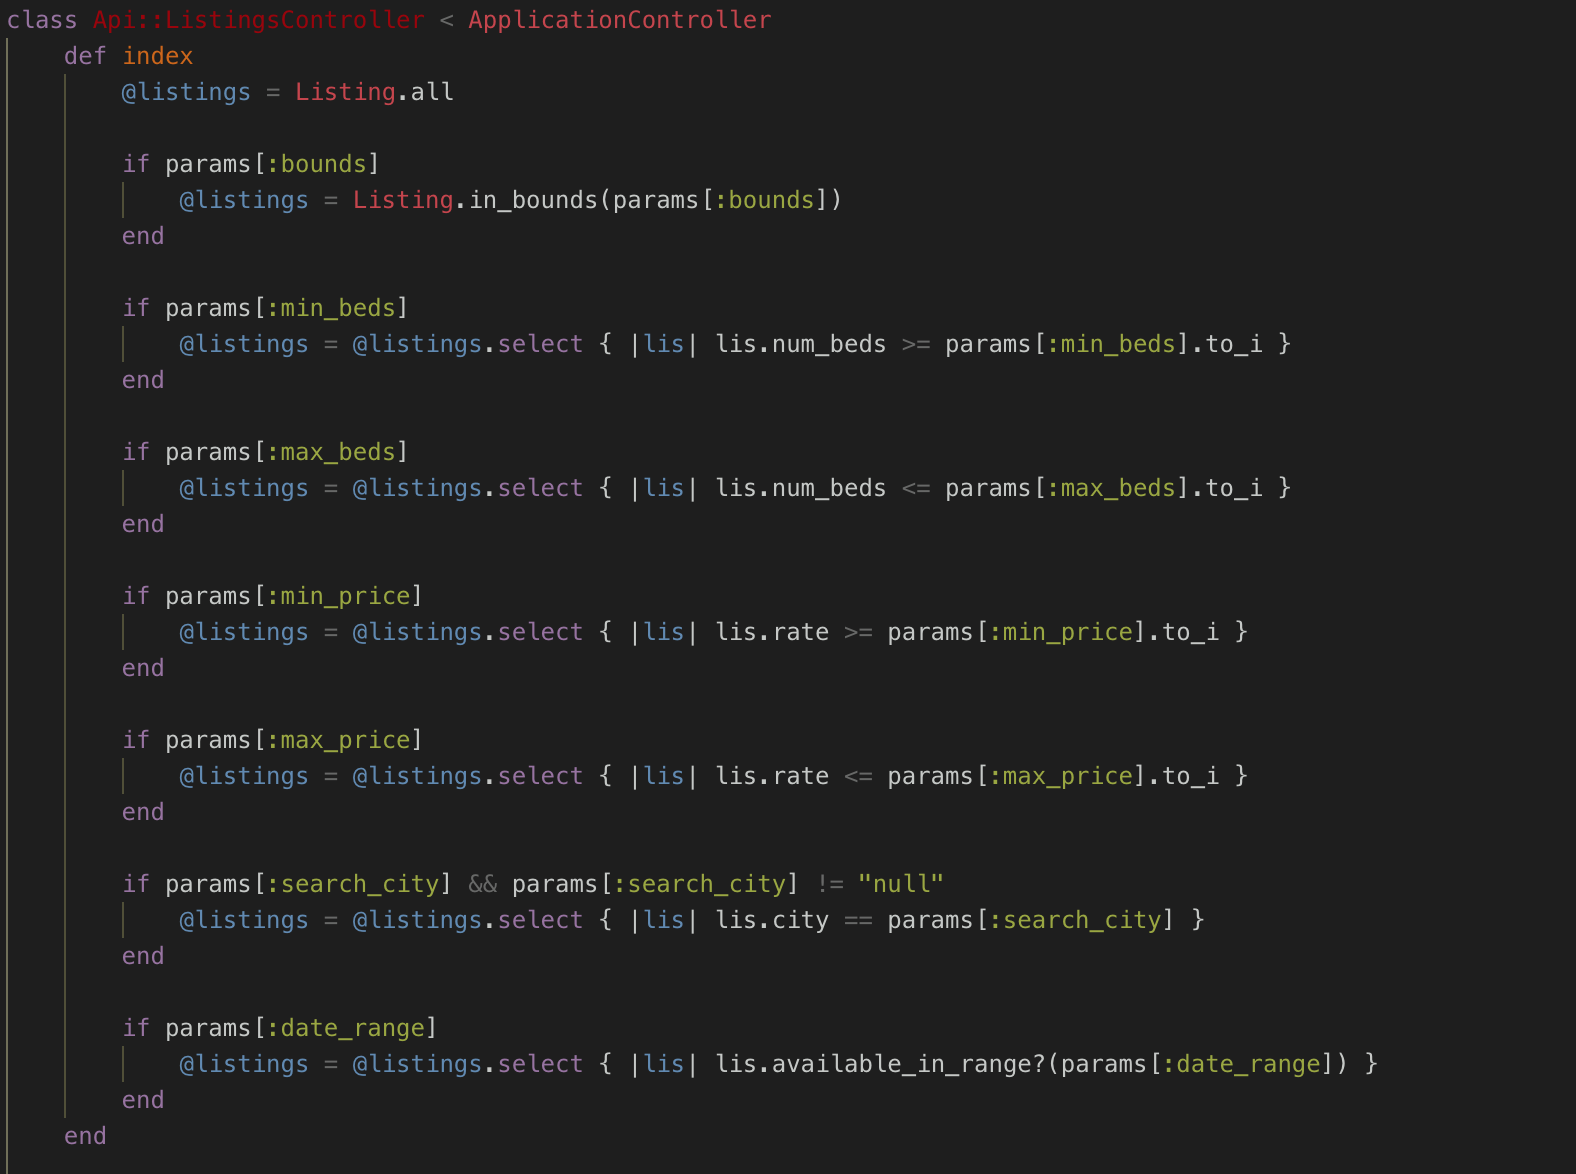 class Api::ListingsController < ApplicationController
    def index
        @listings = Listing.all

        if params[:bounds]
            @listings = Listing.in_bounds(params[:bounds])
        end

        if params[:min_beds]
            @listings = @listings.select { |lis| lis.num_beds >= params[:min_beds].to_i }
        end

        if params[:max_beds]
            @listings = @listings.select { |lis| lis.num_beds <= params[:max_beds].to_i }
        end

        if params[:min_price]
            @listings = @listings.select { |lis| lis.rate >= params[:min_price].to_i }
        end

        if params[:max_price]
            @listings = @listings.select { |lis| lis.rate <= params[:max_price].to_i }
        end

        if params[:search_city] && params[:search_city] != "null"
            @listings = @listings.select { |lis| lis.city == params[:search_city] }
        end

        if params[:date_range]
            @listings = @listings.select { |lis| lis.available_in_range?(params[:date_range]) }
        end
    end